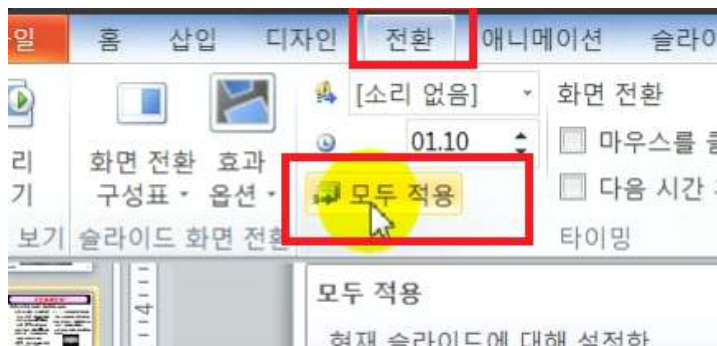 일 홈 삽입 디자인 전환 애니메이션 슬라이
[소리 없음] 화면 전환
01.10 마우스를 클
리 화면 전환 효과
기 구성표 옵션 모두 적용 다음 시간
보기 슬라이드 화면 전환 타이밍
모두 적용
현재 슬라이드에 대해 설정한